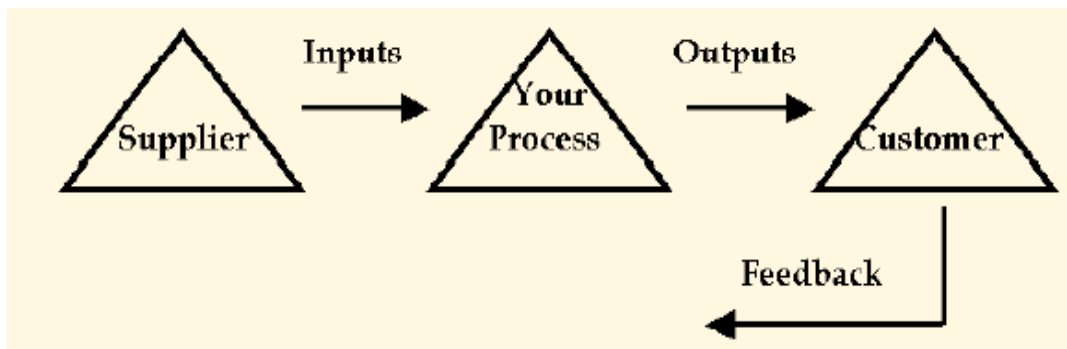 Inputs
Outputs
Supplier
Your
Process
Customer
Feedback